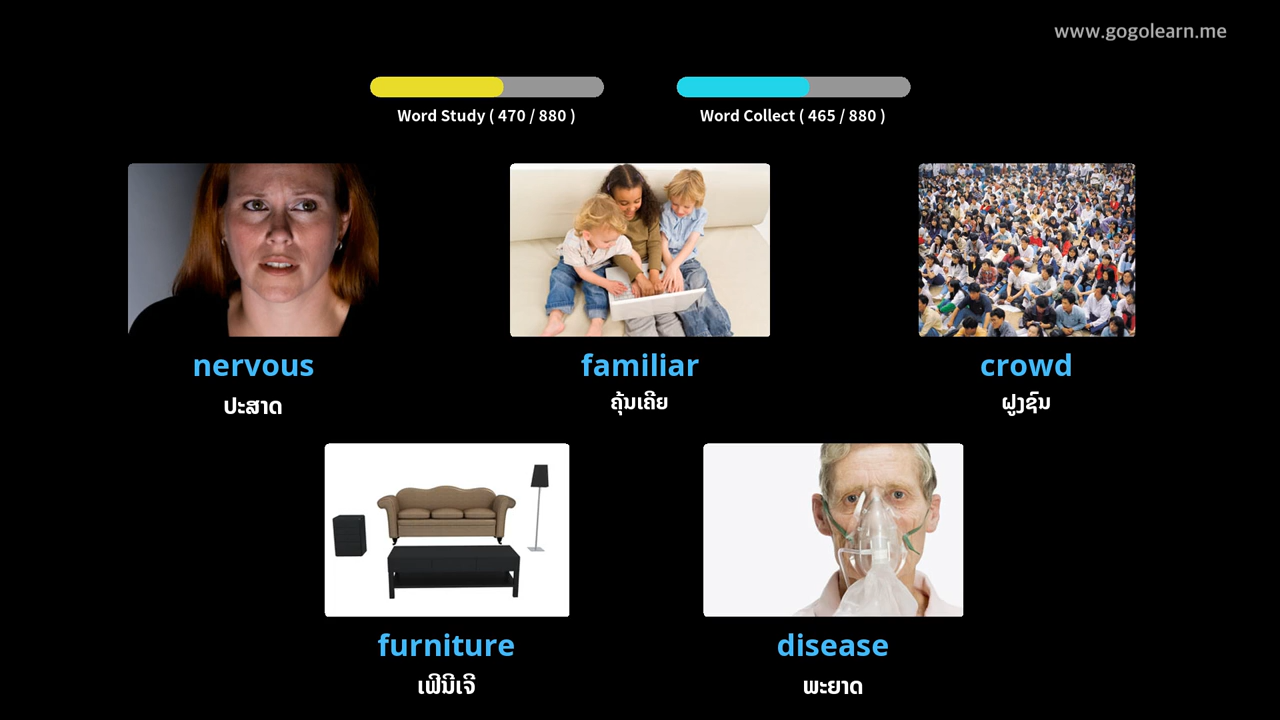 www.gogolearn.me
Word Study ( 470 / 880 )
Word Collect ( 465 / 880 )
nervous
ປະສາດ
familiar
ຄຸ້ນເຄີຍ
crowd
ຝູງຊົນ
furniture
ເຟີນີເຈີ
disease
ພະຍາດ